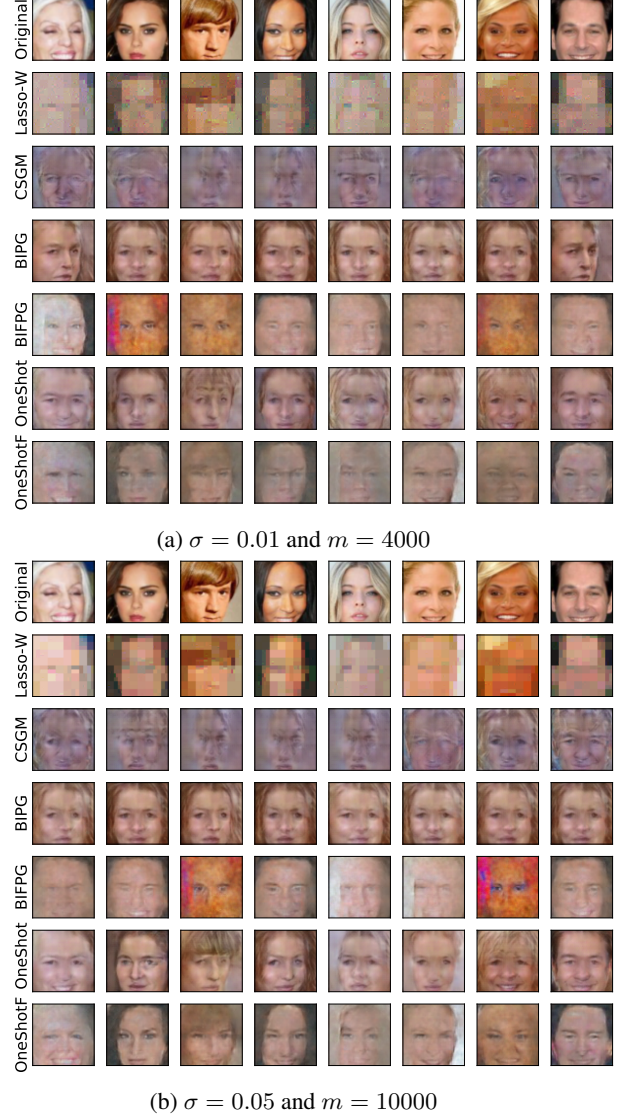 Original
Lasso-W
CSGM
BIPG
BIFPG
OneShot
OneShotF
(a) σ = 0.01 and m = 4000
Original
Lasso-W
CSGM
BIPG
BIFPG
OneShot
OneShotF
(b) σ = 0.05 and m = 10000